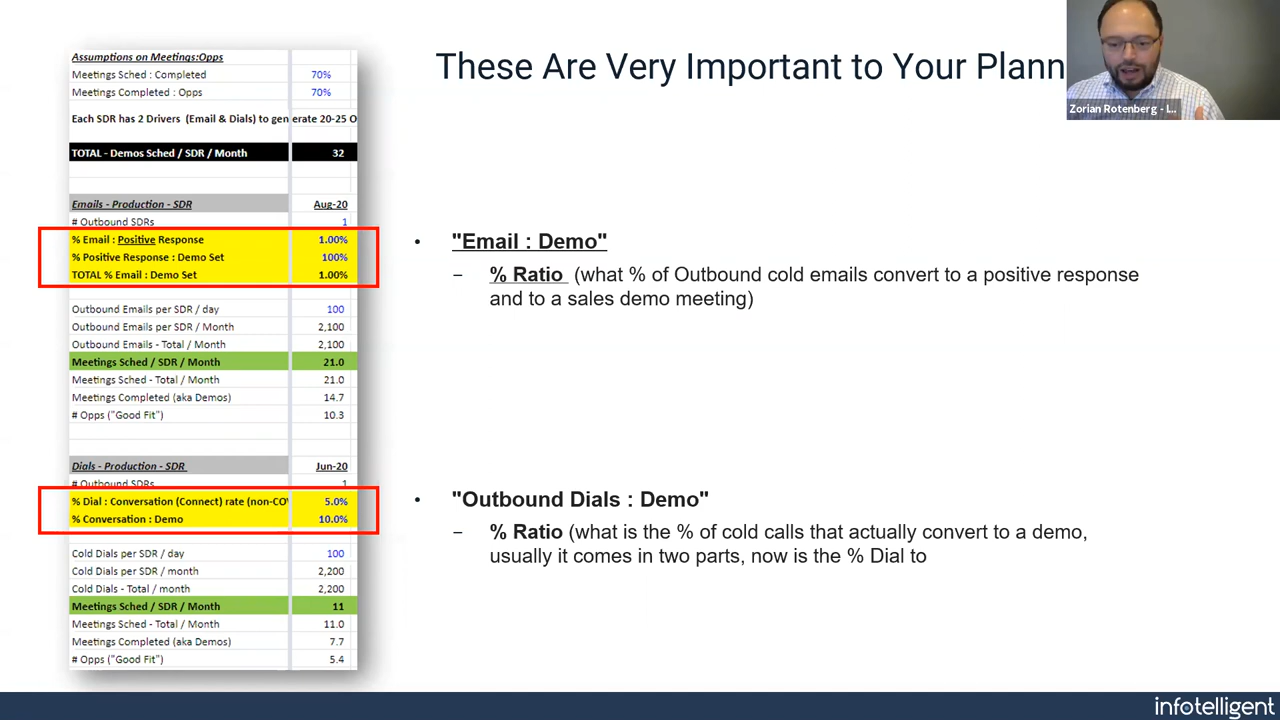 These Are Very Important to Your Plann
Zorian Rotenberg - I...
Assumptions on Meetings:Opps
Meetings Sched : Completed 70%
Meetings Completed : Opps 70%
Each SDR has 2 Drivers (Email & Dials) to generate 20-25 O
TOTAL - Demos Sched / SDR / Month 32
Emails - Production - SDR Aug-20
# Outbound SDRs 1
% Email : Positive Response 1.00%
% Positive Response : Demo Set 100%
TOTAL % Email : Demo Set 1.00%
Outbound Emails per SDR / day 100
Outbound Emails per SDR / Month 2,100
Outbound Emails - Total / Month 2,100
Meetings Sched / SDR / Month 21.0
Meetings Sched - Total / Month 21.0
Meetings Completed (aka Demos) 14.7
# Opps ("Good Fit") 10.3
Dials - Production - SDR Jun-20
# Outbound SDRs 1
% Dial : Conversation (Connect) rate (non-COV 5.0%
% Conversation : Demo 10.0%
Cold Dials per SDR / day 100
Cold Dials per SDR / month 2,200
Cold Dials - Total / month 2,200
Meetings Sched / SDR / Month 11
Meetings Sched - Total / Month 11.0
Meetings Completed (aka Demos) 7.7
# Opps ("Good Fit") 5.4
• "Email : Demo"
– % Ratio (what % of Outbound cold emails convert to a positive response
and to a sales demo meeting)
• "Outbound Dials : Demo"
– % Ratio (what is the % of cold calls that actually convert to a demo,
usually it comes in two parts, now is the % Dial to
infotelligent